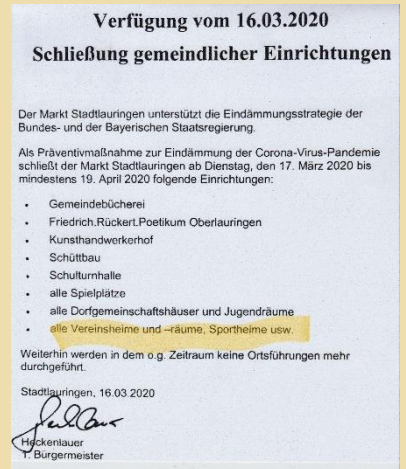 Verfügung vom 16.03.2020
Schließung gemeindlicher Einrichtungen
Der Markt Stadtlauringen unterstützt die Eindämmungsstrategie der
Bundes- und der Bayerischen Staatsregierung.
Als Präventivmaßnahme zur Eindämmung der Corona-Virus-Pandemie
schließt der Markt Stadtlauringen ab Dienstag, den 17. März 2020 bis
mindestens 19. April 2020 folgende Einrichtungen:
• Gemeindebücherei
• Friedrich.Rückert.Poetikum Oberlauringen
• Kunsthandwerkerhof
• Schüttbau
• Schulturnhalle
• alle Spielplätze
• alle Dorfgemeinschaftshäuser und Jugendräume
• alle Vereinsheime und –räume, Sportheime usw.
Weiterhin werden in dem o.g. Zeitraum keine Ortsführungen mehr
durchgeführt.
Stadtlauringen, 16.03.2020
Heckenlauer
1. Bürgermeister